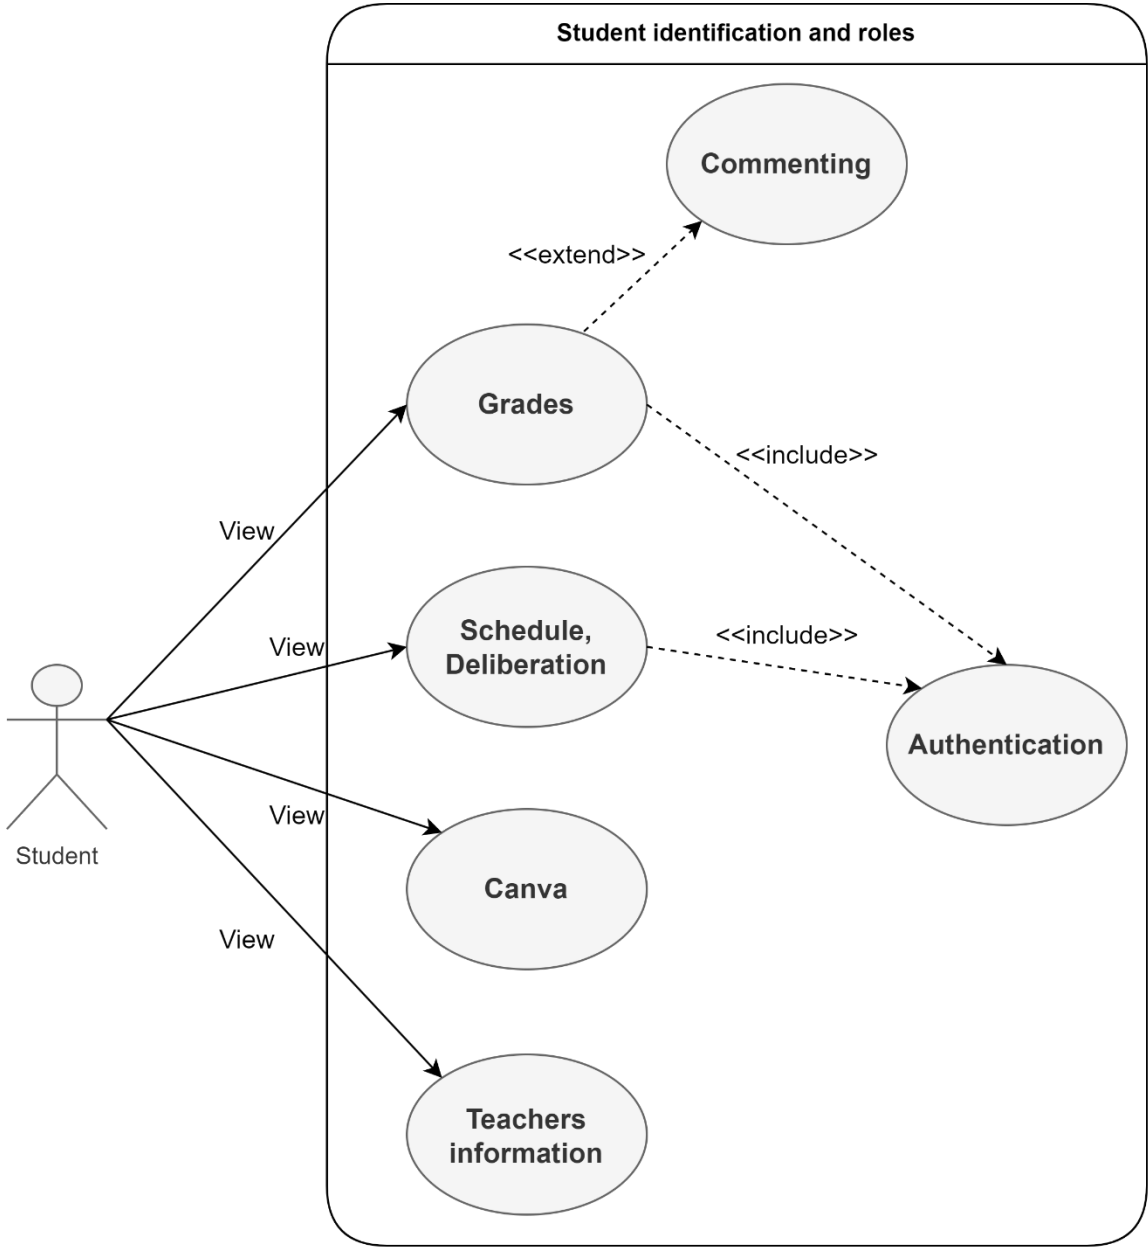 Student identification and roles
Commenting
<<extend>>
Grades
<<include>>
View
Schedule,
Deliberation
<<include>>
View
Authentication
Student
View
Canva
View
Teachers
information